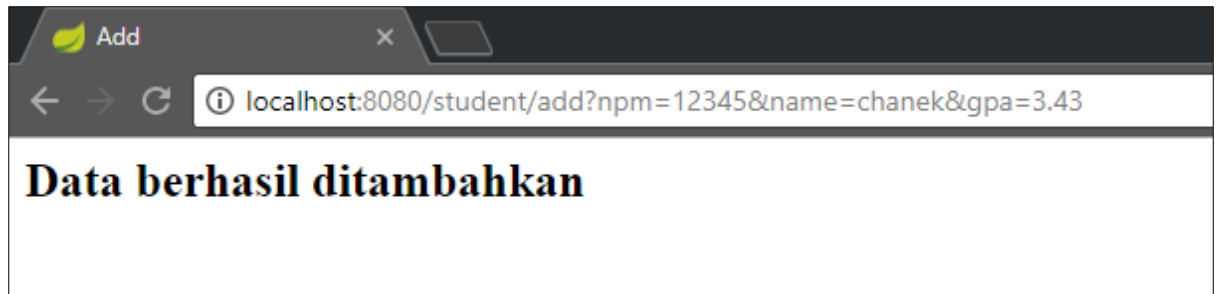 Add
localhost:8080/student/add?npm=12345&name=chanek&gpa=3.43
Data berhasil ditambahkan